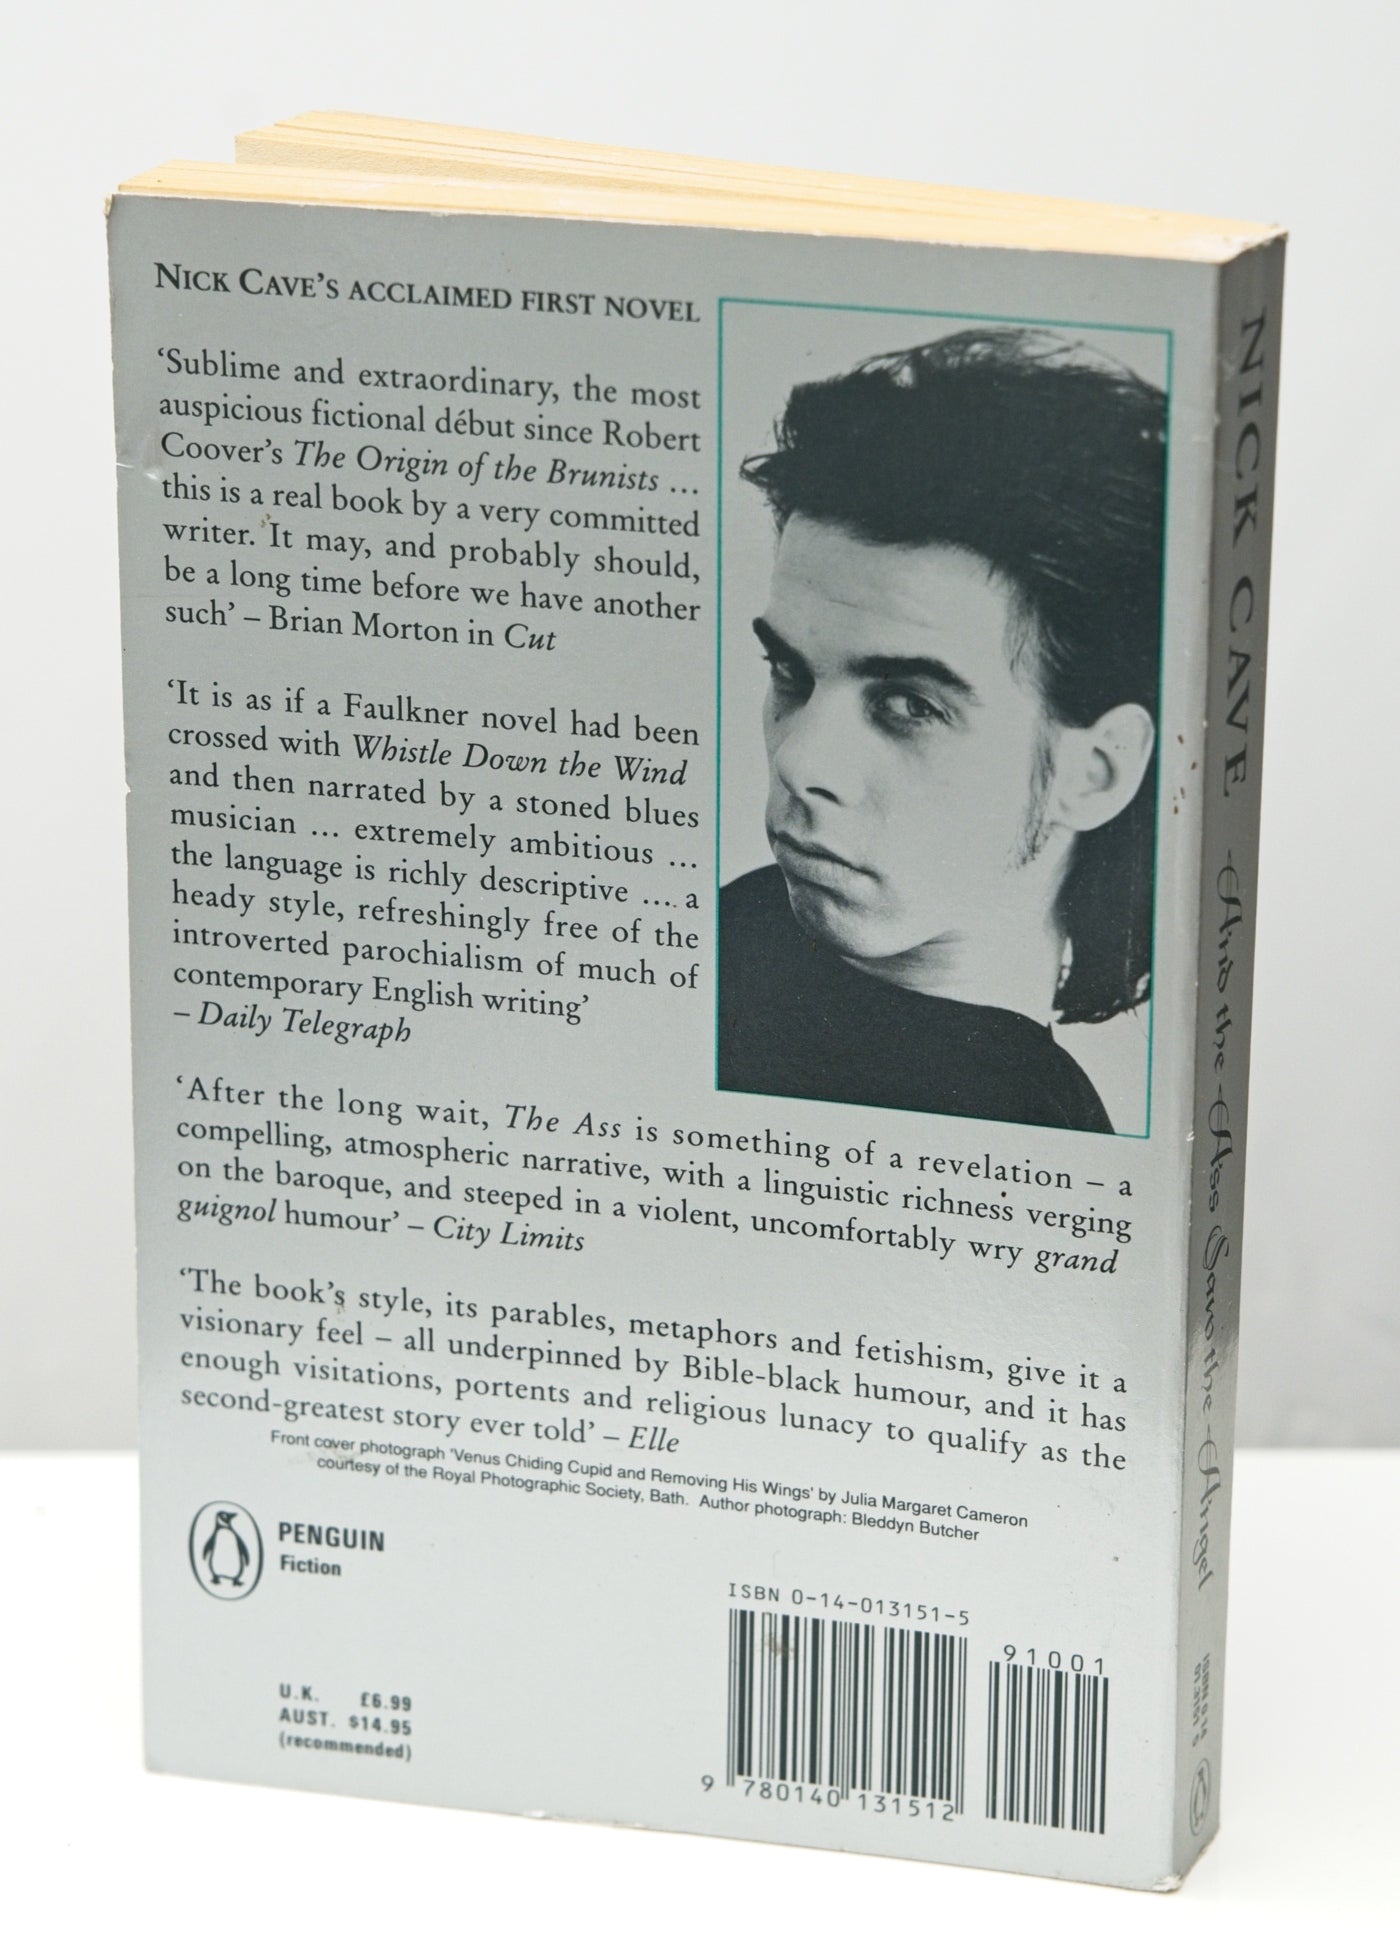 NICK CAVE'S ACCLAIMED FIRST NOVEL
‘Sublime and extraordinary, the most
auspicious fictional début since Robert
Coover’s The Origin of the Brunists …
this is a real book by a very committed
writer. It may, and probably should,
be a long time before we have another
such’ – Brian Morton in Cut
‘It is as if a Faulkner novel had been
crossed with Whistle Down the Wind
and then narrated by a stoned blues
musician … extremely ambitious …
the language is richly descriptive …. a
heady style, refreshingly free of the
introverted parochialism of much of
contemporary English writing’
– Daily Telegraph
‘After the long wait, The Ass is something of a revelation – a
compelling, atmospheric narrative, with a linguistic richness verging
on the baroque, and steeped in a violent, uncomfortably wry grand
guignol humour’ – City Limits
‘The book’s style, its parables, metaphors and fetishism, give it a
visionary feel – all underpinned by Bible-black humour, and it has
enough visitations, portents and religious lunacy to qualify as the
second-greatest story ever told’ – Elle
Front cover photograph 'Venus Chiding Cupid and Removing His Wings' by Julia Margaret Cameron
courtesy of the Royal Photographic Society, Bath. Author photograph: Bleddyn Butcher
PENGUIN
Fiction
U.K. £6.99
AUST. $14.95
(recommended)
ISBN 0-14-013151-5
91001
9 780140 131512
NICK CAVE And the Ass Saw the Angel
ISBN 0 14
013151 5